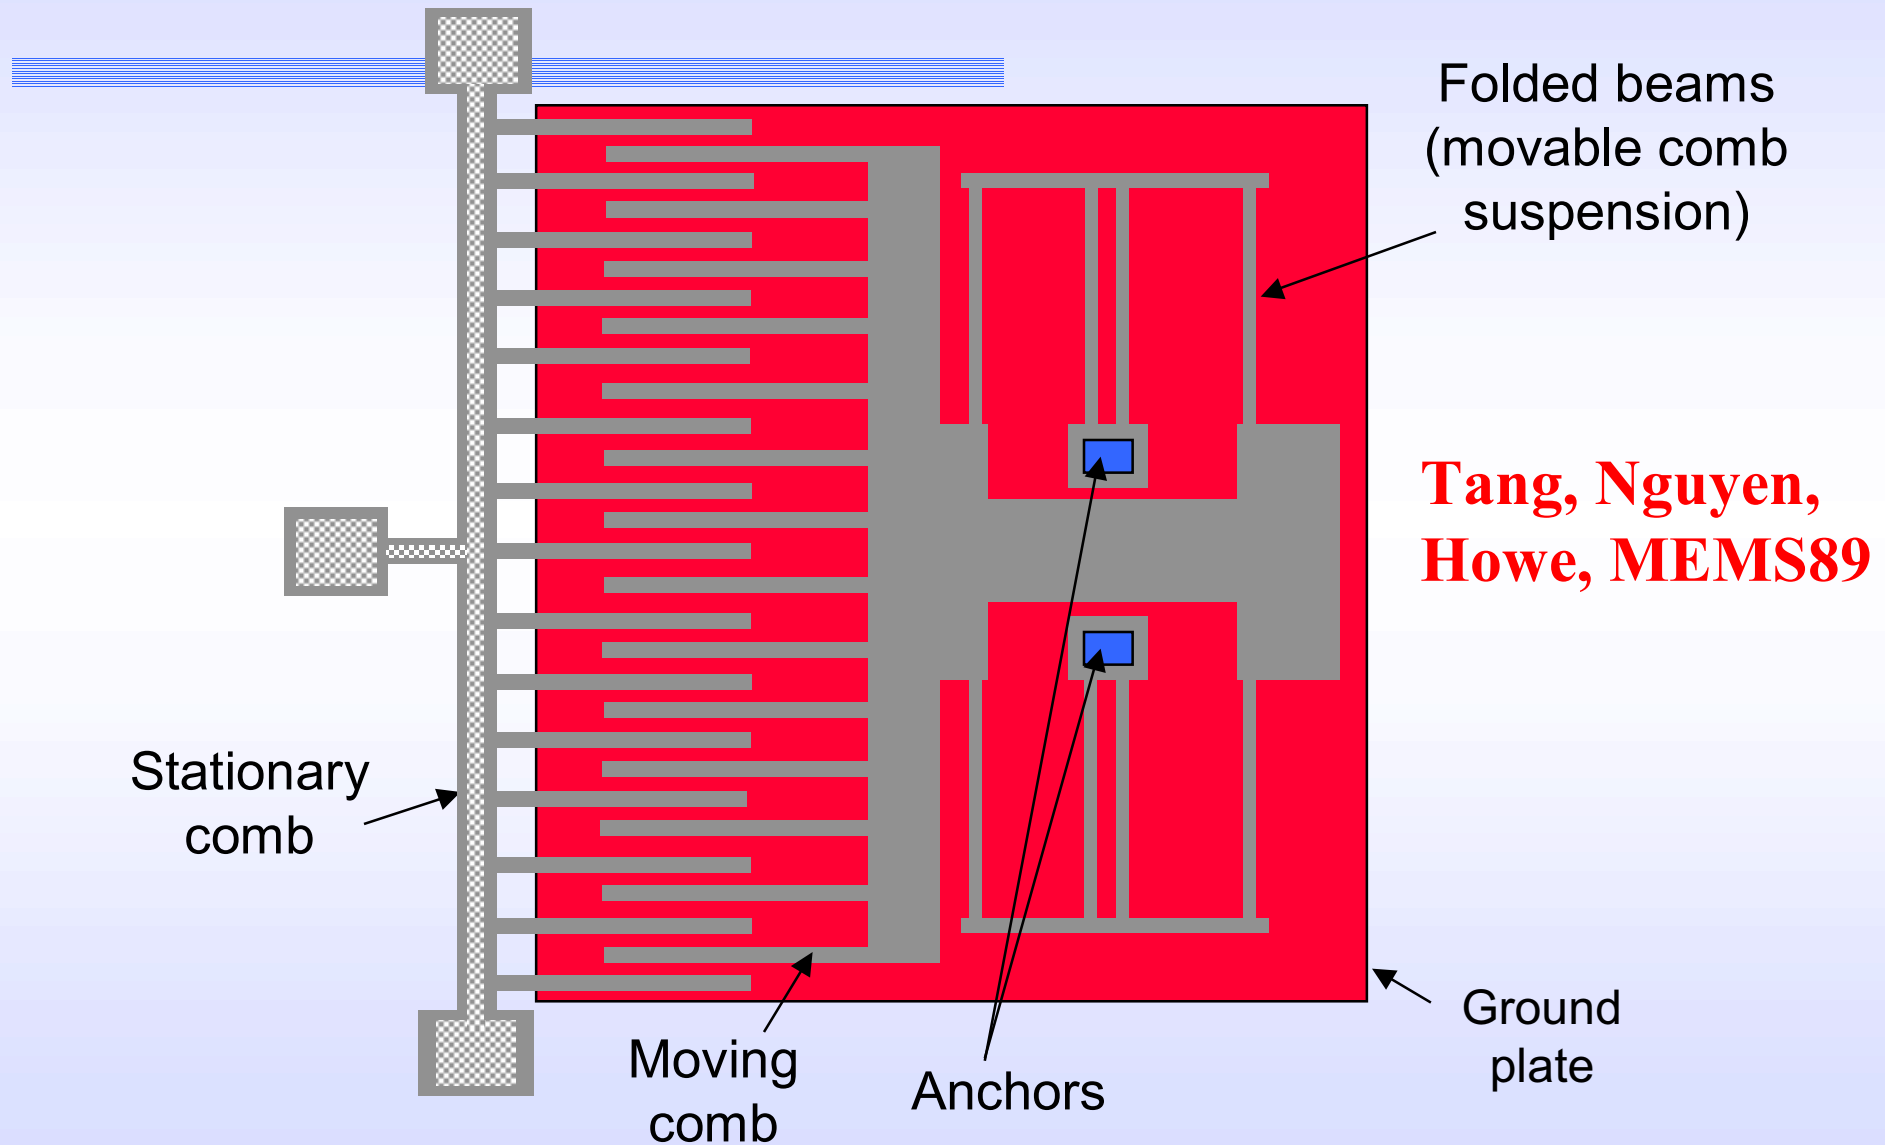 Folded beams
(movable comb
suspension)
Tang, Nguyen,
Howe, MEMS89
Stationary
comb
Moving
comb
Anchors
Ground
plate